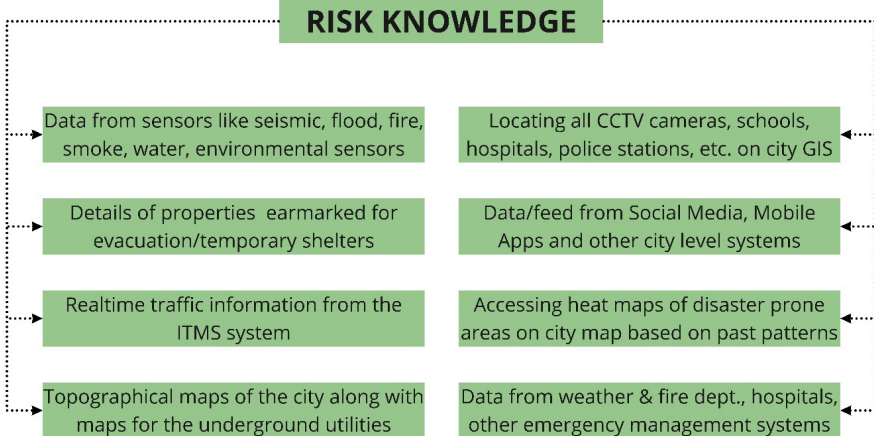 RISK KNOWLEDGE
Data from sensors like seismic, flood, fire,
smoke, water, environmental sensors
Details of properties earmarked for
evacuation/temporary shelters
Realtime traffic information from the
ITMS system
Topographical maps of the city along with
maps for the underground utilities
Locating all CCTV cameras, schools,
hospitals, police stations, etc. on city GIS
Data/feed from Social Media, Mobile
Apps and other city level systems
Accessing heat maps of disaster prone
areas on city map based on past patterns
Data from weather & fire dept., hospitals,
other emergency management systems